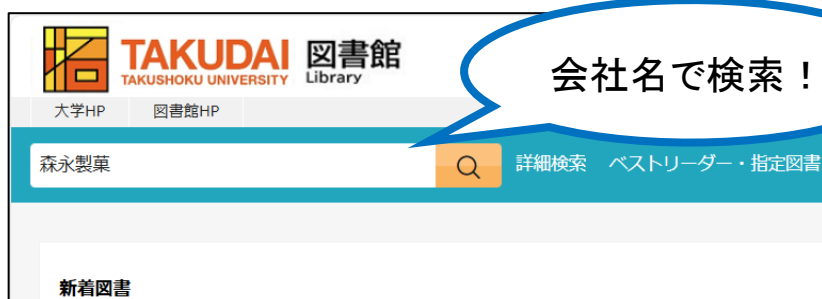 TAKUDAI 図書館
TAKUSHOKU UNIVERSITY Library
会社名で検索！
大学HP 図書館HP
森永製菓
詳細検索 ベストリーダー・指定図書
新着図書